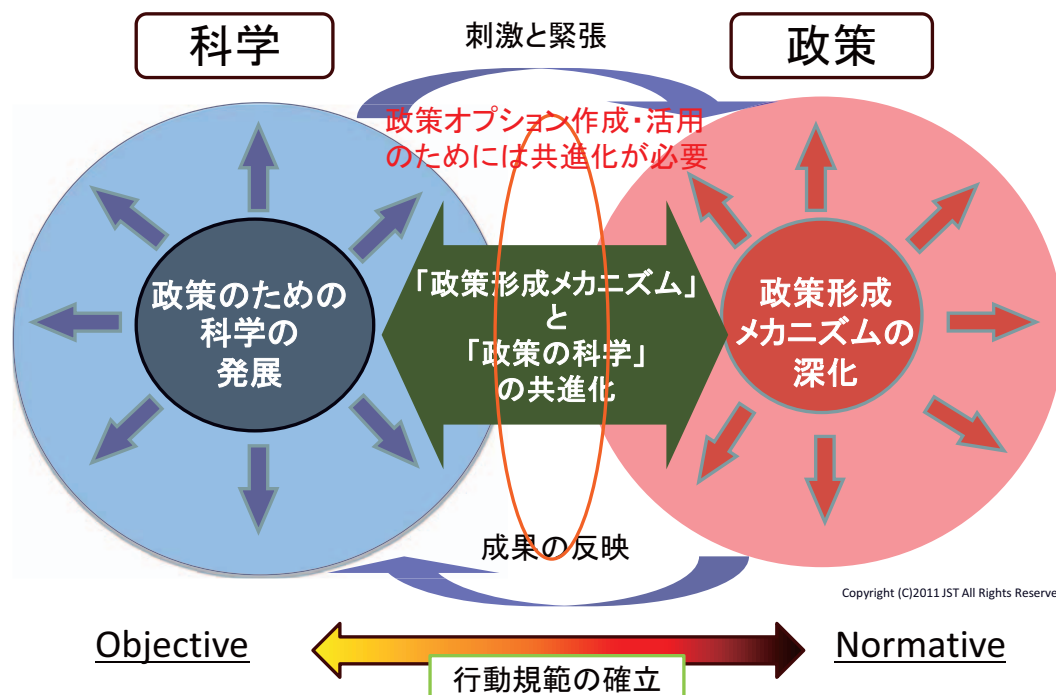 科学
刺激と緊張
政策
政策オプション作成・活用
のためには共進化が必要
政策のための
科学の
発展
「政策形成メカニズム」
と
「政策の科学」
の共進化
政策形成
メカニズムの
深化
成果の反映
Copyright (C)2011 JST All Rights Reserve
Objective
行動規範の確立
Normative